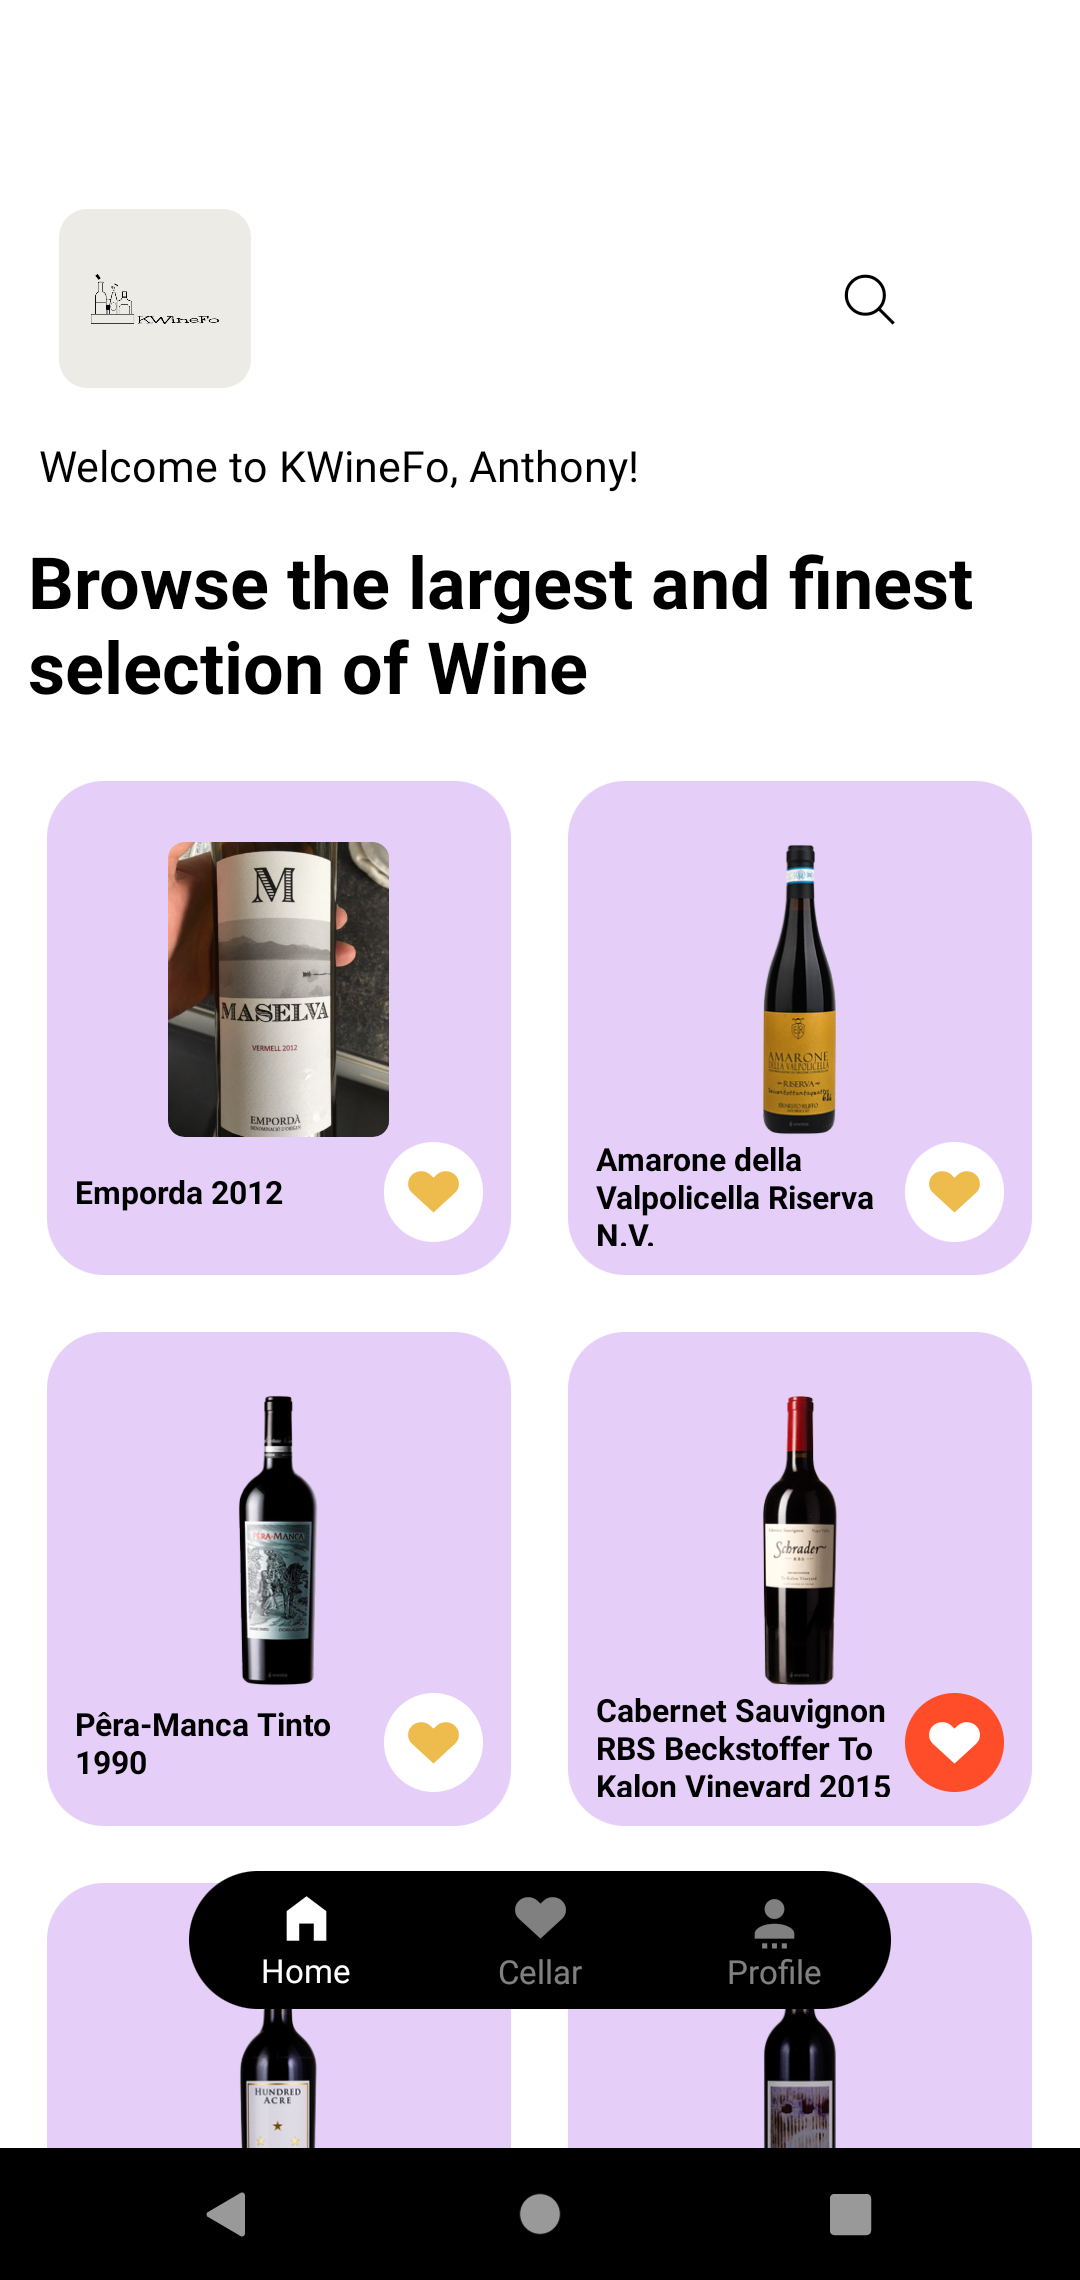 KWineFo
Welcome to KWineFo, Anthony!
Browse the largest and finest
selection of Wine
M
MASELVA
VERMELL 2012
EMPORDÀ
Emporda 2012
AMARONE
DELLA VALPOLICELLA
RISERVA
Amarone della
Valpolicella Riserva
N.V.
PÊRA-MANCA
Pêra-Manca Tinto
1990
Schrader
RBS
Cabernet Sauvignon
RBS Beckstoffer To
Kalon Vineyard 2015
Home
Cellar
Profile
HUNDRED
ACRE